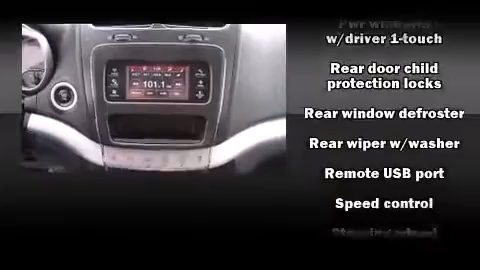 w/driver 1-touch
Rear door child
protection locks
Rear window defroster
Rear wiper w/washer
Remote USB port
Speed control
101.1